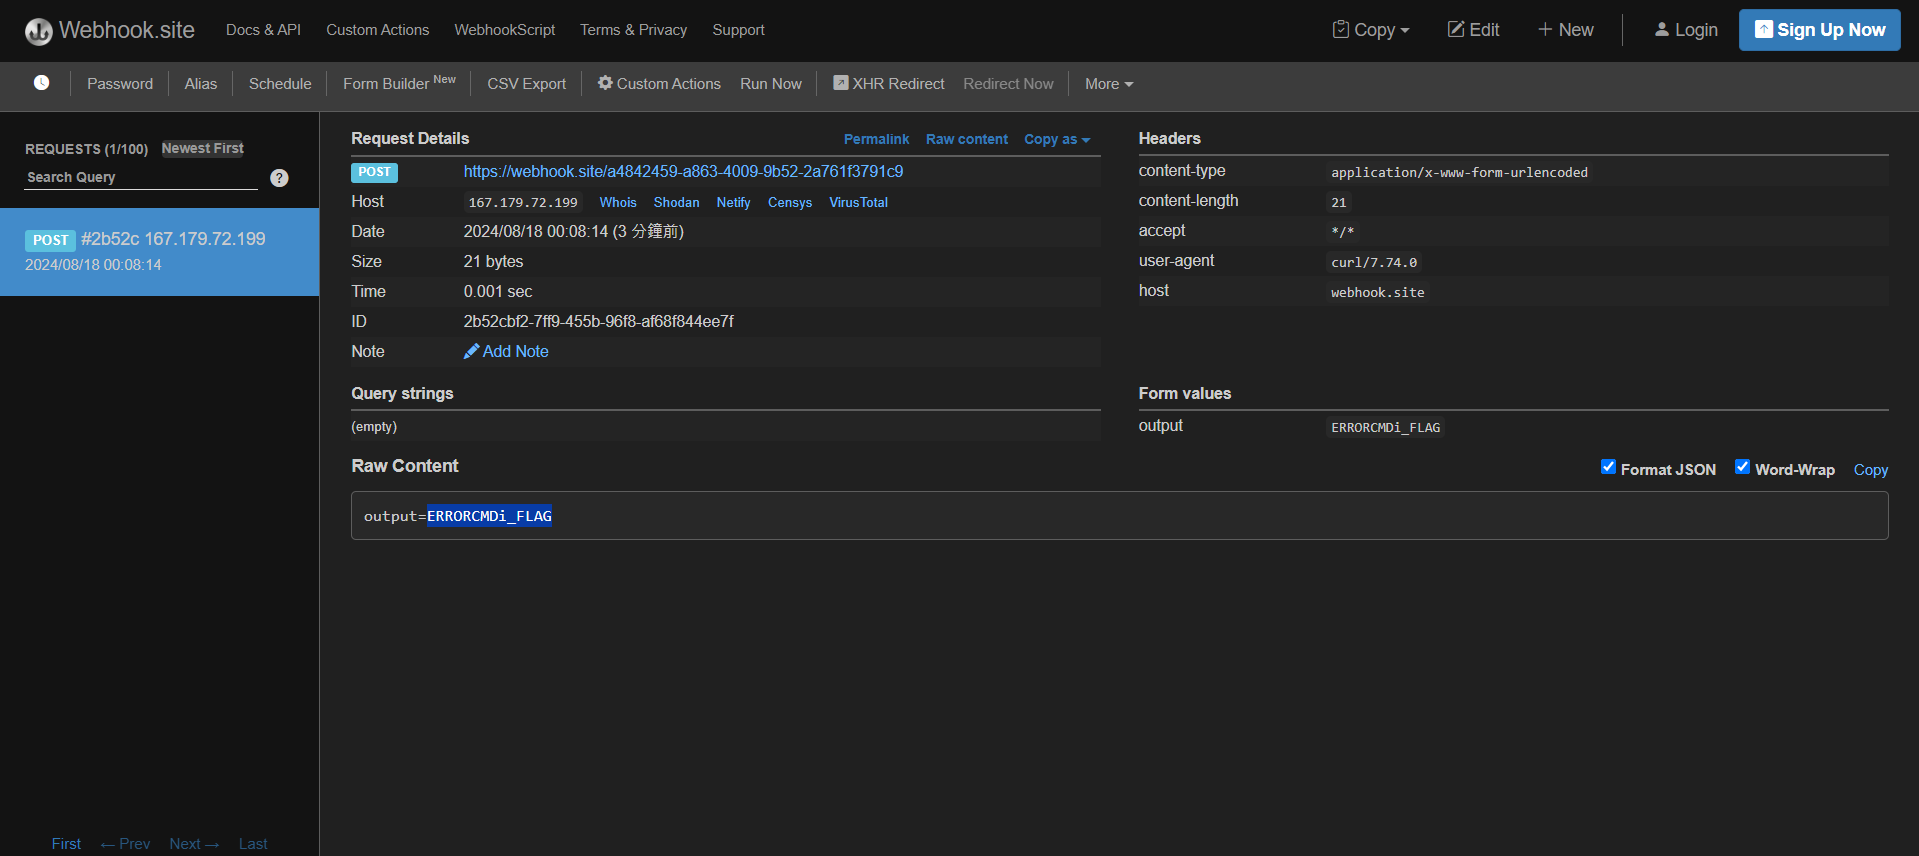 Webhook.site Docs & API Custom Actions WebhookScript Terms & Privacy Support Copy Edit + New Login Sign Up Now
Password Alias Schedule Form Builder New CSV Export Custom Actions Run Now XHR Redirect Redirect Now More
REQUESTS (1/100) Newest First
Search Query ?
POST #2b52c 167.179.72.199
2024/08/18 00:08:14
First ← Prev Next → Last
Request Details Permalink Raw content Copy as
POST https://webhook.site/a4842459-a863-4009-9b52-2a761f3791c9
Host 167.179.72.199 Whois Shodan Netify Censys VirusTotal
Date 2024/08/18 00:08:14 (3 分鐘前)
Size 21 bytes
Time 0.001 sec
ID 2b52cbf2-7ff9-455b-96f8-af68f844ee7f
Note Add Note
Headers
content-type application/x-www-form-urlencoded
content-length 21
accept */*
user-agent curl/7.74.0
host webhook.site
Query strings
(empty)
Form values
output ERRORCMDi_FLAG
Raw Content Format JSON Word-Wrap Copy
output=ERRORCMDi_FLAG